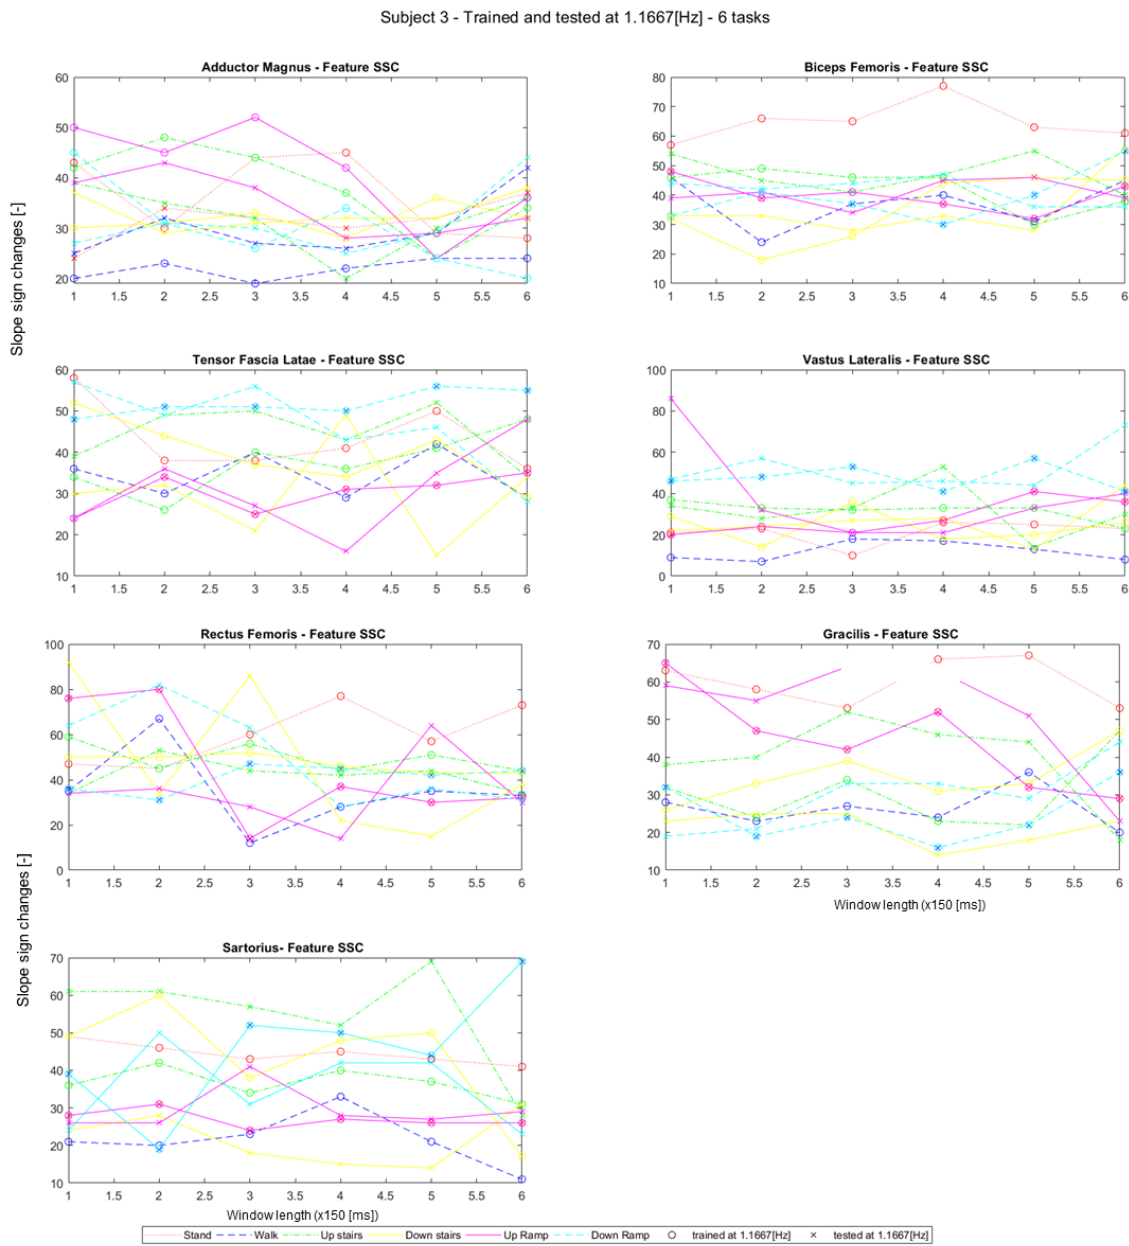 Subject 3 - Trained and tested at 1.1667[Hz] - 6 tasks
Adductor Magnus - Feature SSC
60
50
40
30
20
1 1.5 2 2.5 3 3.5 4 4.5 5 5.5 6
Biceps Femoris - Feature SSC
80
70
60
50
40
30
20
10
1 1.5 2 2.5 3 3.5 4 4.5 5 5.5 6
Slope sign changes [-]
Tensor Fascia Latae - Feature SSC
60
50
40
30
20
10
1 1.5 2 2.5 3 3.5 4 4.5 5 5.5 6
Vastus Lateralis - Feature SSC
100
80
60
40
20
0
1 1.5 2 2.5 3 3.5 4 4.5 5 5.5 6
Rectus Femoris - Feature SSC
100
80
60
40
20
0
1 1.5 2 2.5 3 3.5 4 4.5 5 5.5 6
Gracilis - Feature SSC
70
60
50
40
30
20
10
1 1.5 2 2.5 3 3.5 4 4.5 5 5.5 6
Window length (x150 [ms])
Slope sign changes [-]
Sartorius- Feature SSC
70
60
50
40
30
20
10
1 1.5 2 2.5 3 3.5 4 4.5 5 5.5 6
Window length (x150 [ms])
Stand Walk Up stairs Down stairs Up Ramp Down Ramp trained at 1.1667[Hz] tested at 1.1667[Hz]